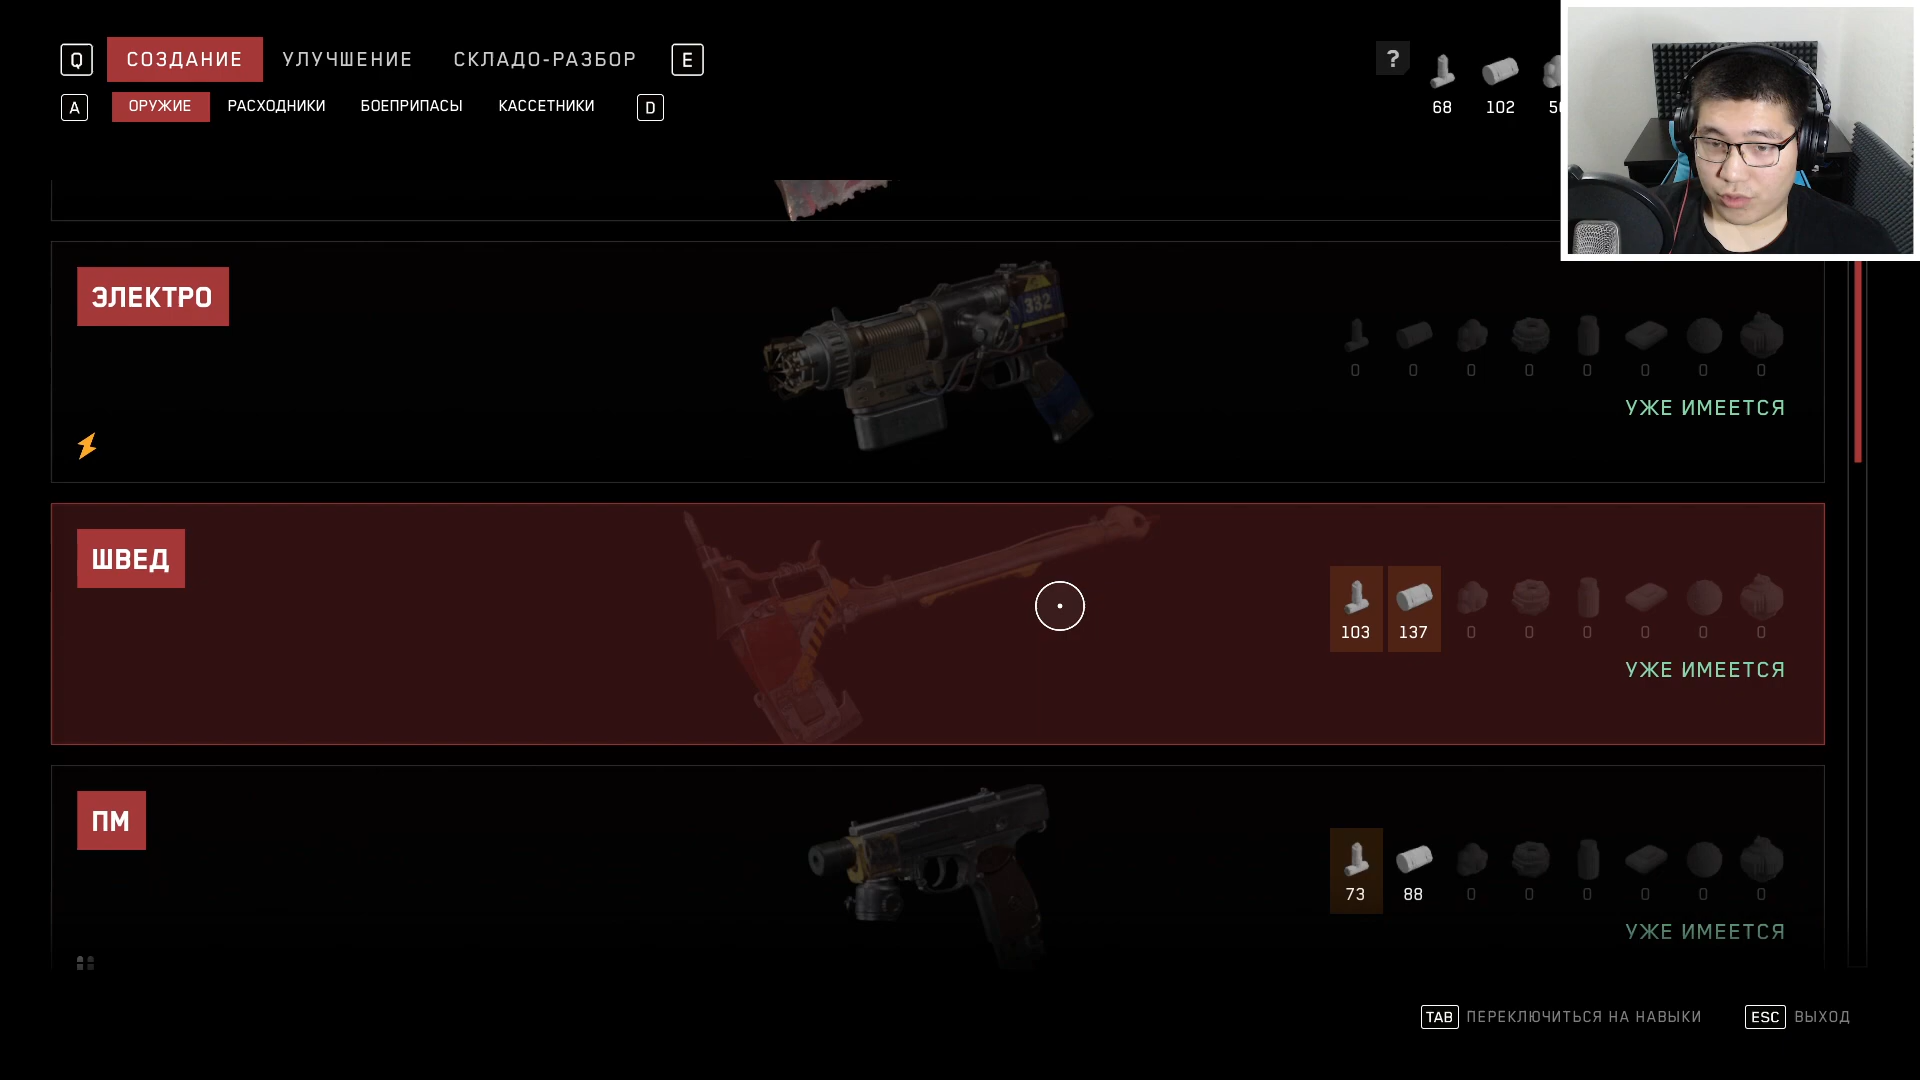 Q СОЗДАНИЕ УЛУЧШЕНИЕ СКЛАДО-РАЗБОР E
?
A ОРУЖИЕ РАСХОДНИКИ БОЕПРИПАСЫ КАССЕТНИКИ D
68 102
ЭЛЕКТРО
332
0 0 0 0 0 0 0 0
УЖЕ ИМЕЕТСЯ
ШВЕД
103 137 0 0 0 0 0 0
УЖЕ ИМЕЕТСЯ
ПМ
73 88 0 0 0 0 0 0
УЖЕ ИМЕЕТСЯ
TAB ПЕРЕКЛЮЧИТЬСЯ НА НАВЫКИ ESC ВЫХОД